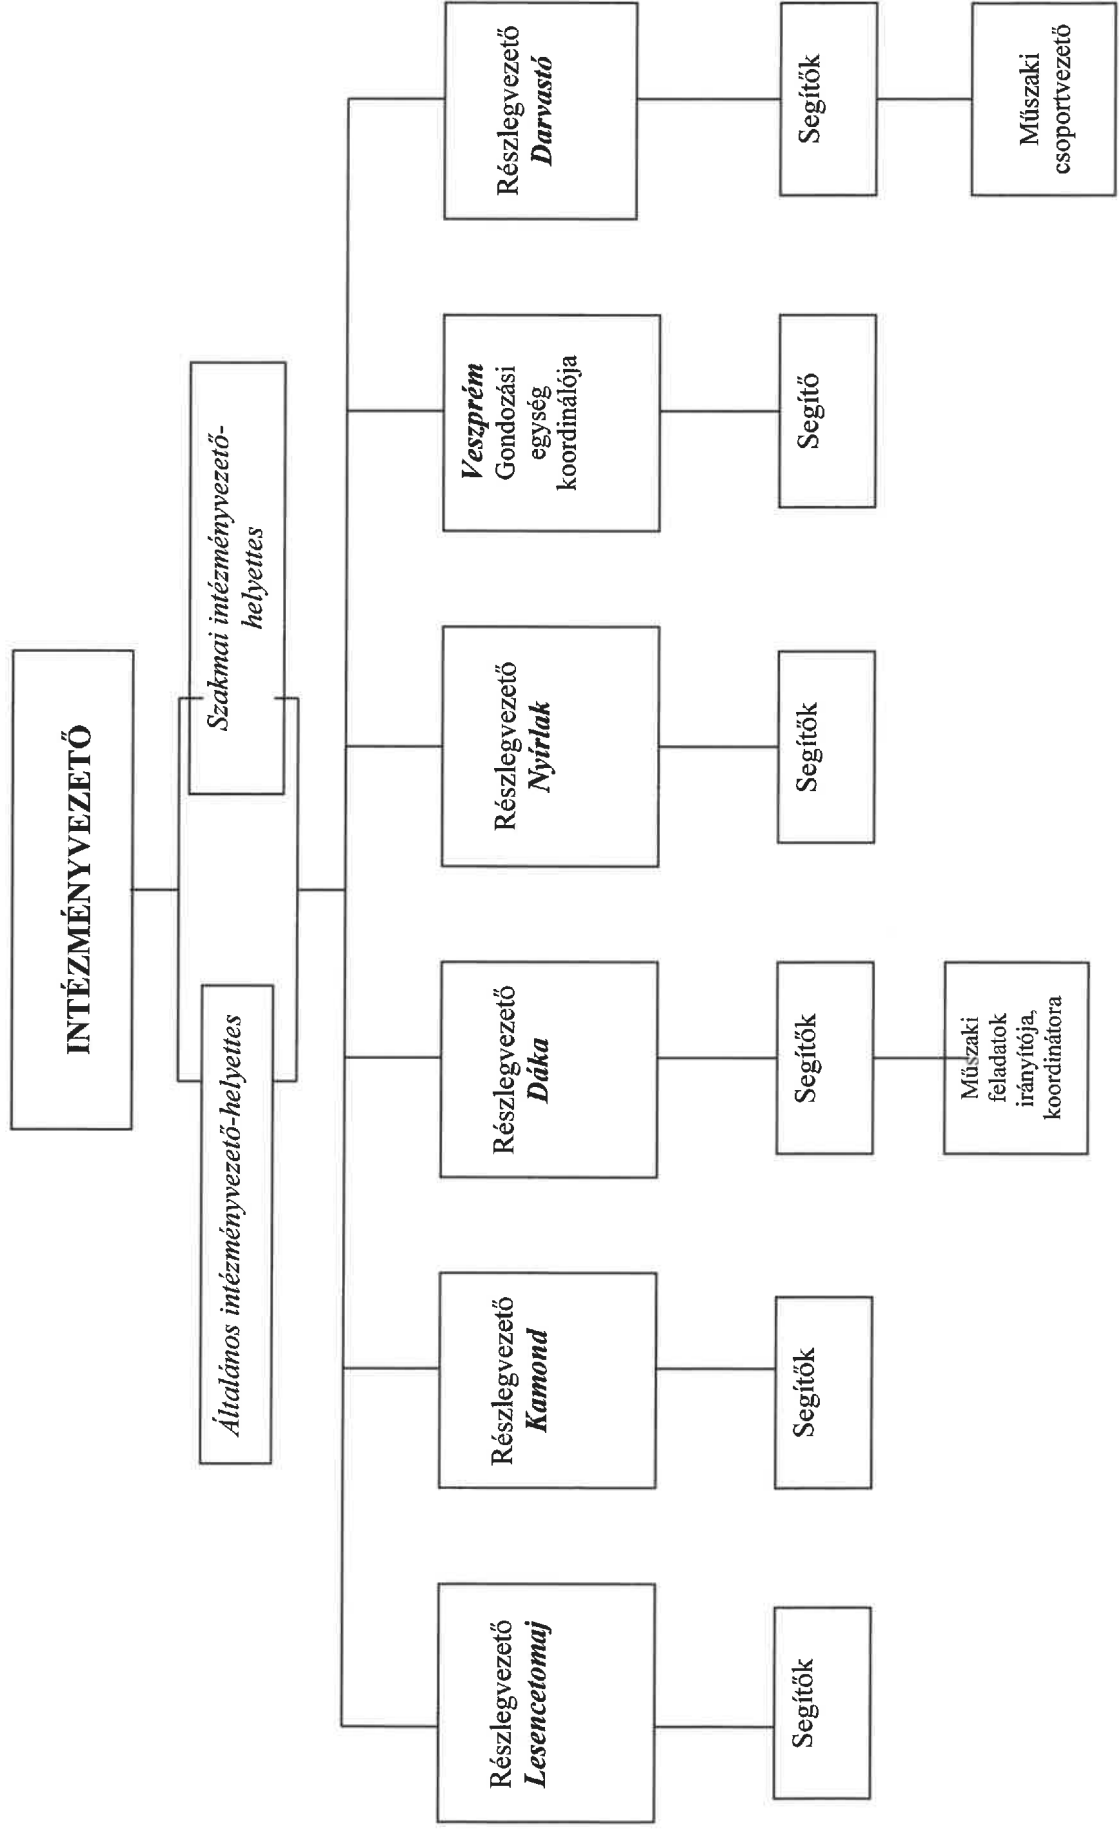 INTÉZMÉNYVEZETŐ
Általános intézményvezető-helyettes
Szakmai intézményvezető-
helyettes
Részlegvezető
Lesencetomaj
Részlegvezető
Kamond
Részlegvezető
Dáka
Részlegvezető
Nyírlak
Veszprém
Gondozási
egység
koordinálója
Részlegvezető
Darvastó
Segítők
Segítők
Segítők
Segítők
Segítő
Segítők
Műszaki
feladatok
irányítója,
koordinátora
Műszaki
csoportvezető